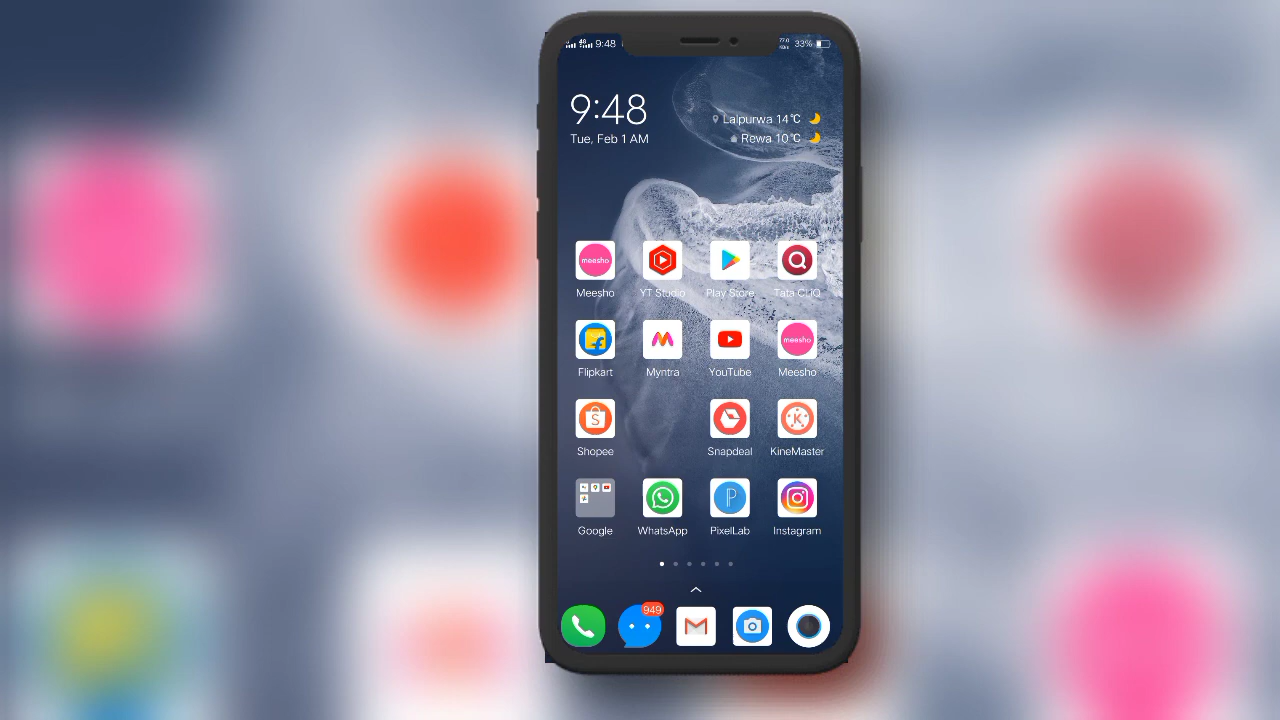 9:48
33%
9:48
Tue, Feb 1 AM
Lalpurwa 14°C
Rewa 10°C
meesho
Meesho
YT Studio
Play Store
Tata CLiQ
Flipkart
Myntra
YouTube
meesho
Meesho
Shopee
Snapdeal
KineMaster
Google
WhatsApp
PixelLab
Instagram
949